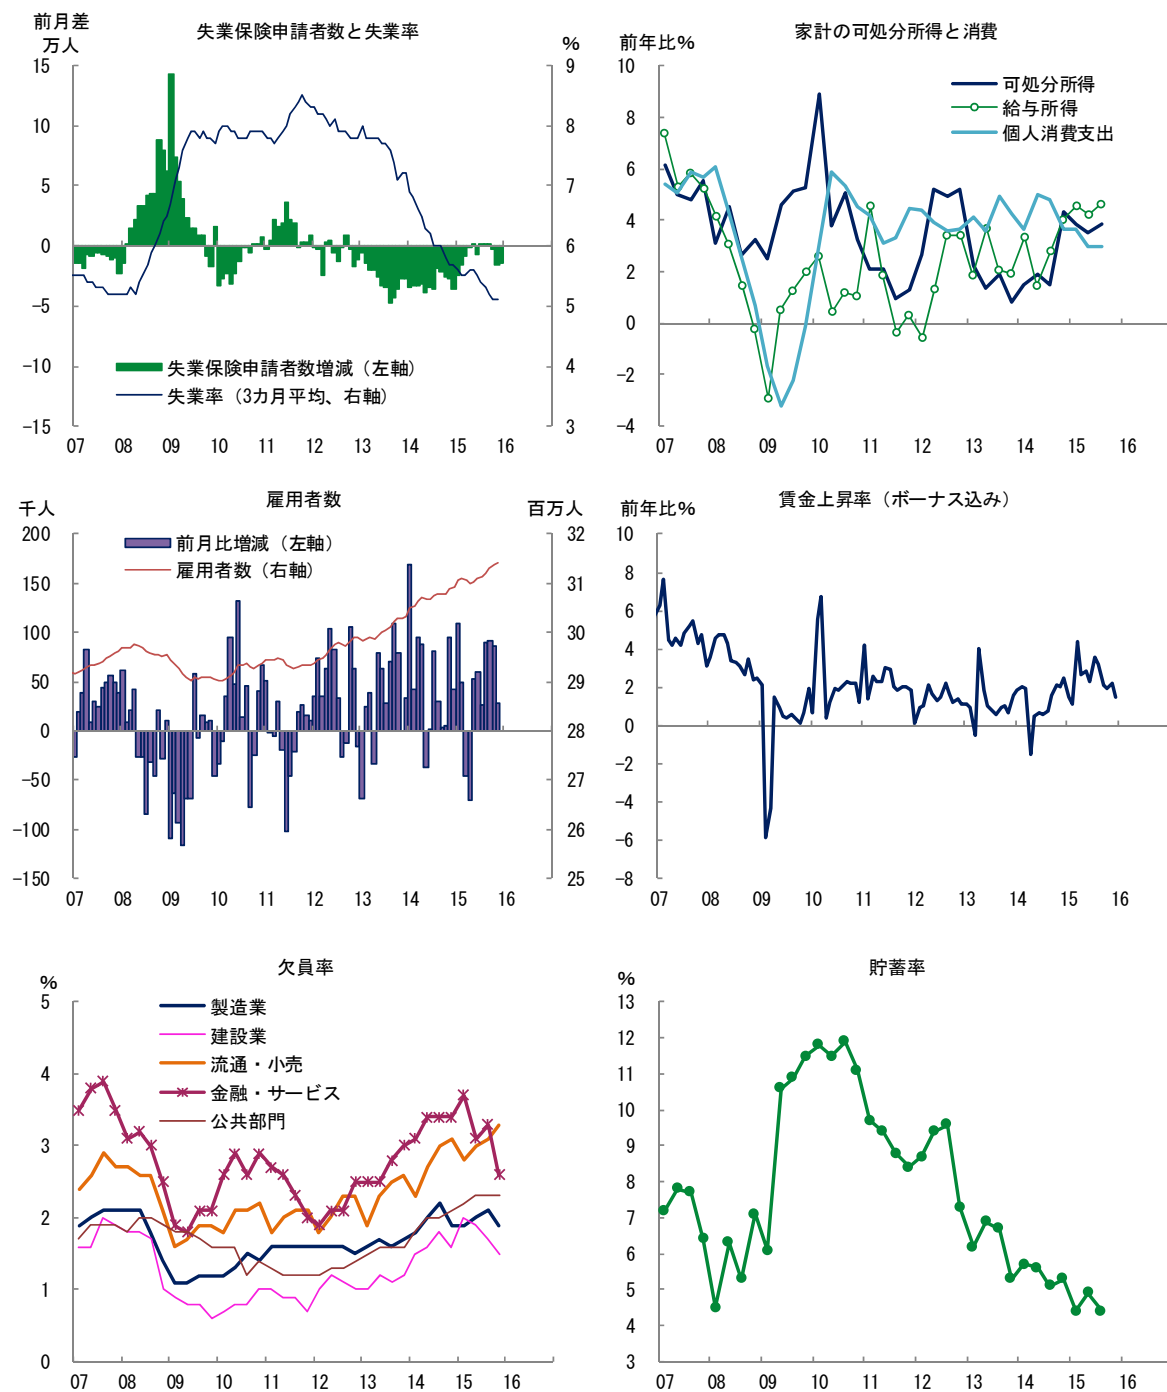 失業保険申請者数と失業率
前月差
万人
%
15
10
5
0
−5
−10
−15
9
8
7
6
5
4
3
失業保険申請者数増減（左軸）
失業率（3カ月平均、右軸）
07 08 09 10 11 12 13 14 15 16
家計の可処分所得と消費
前年比%
10
8
6
4
2
0
−2
−4
可処分所得
給与所得
個人消費支出
07 08 09 10 11 12 13 14 15 16
雇用者数
千人
百万人
200
150
100
50
0
−50
−100
−150
32
31
30
29
28
27
26
25
前月比増減（左軸）
雇用者数（右軸）
07 08 09 10 11 12 13 14 15 16
賃金上昇率（ボーナス込み）
前年比%
10
8
6
4
2
0
−2
−4
−6
−8
07 08 09 10 11 12 13 14 15 16
欠員率
%
5
4
3
2
1
0
製造業
建設業
流通・小売
金融・サービス
公共部門
07 08 09 10 11 12 13 14 15 16
貯蓄率
%
13
12
11
10
9
8
7
6
5
4
3
07 08 09 10 11 12 13 14 15 16